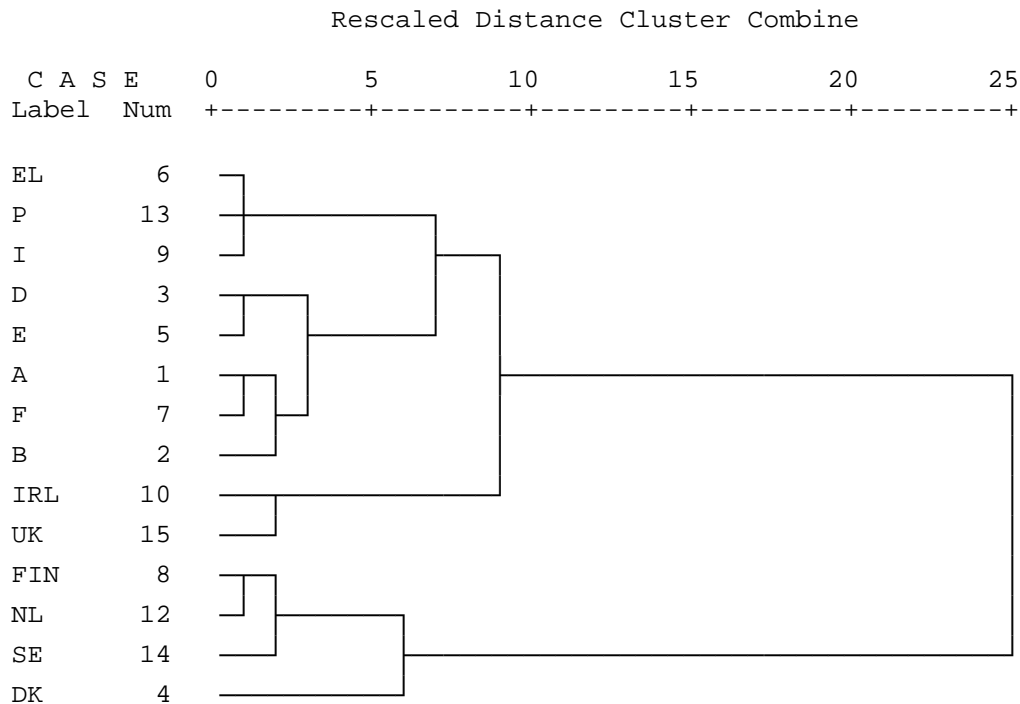 Rescaled Distance Cluster Combine
C A S E 0 5 10 15 20 25
Label Num +---------+---------+---------+---------+---------+
EL 6
P 13
I 9
D 3
E 5
A 1
F 7
B 2
IRL 10
UK 15
FIN 8
NL 12
SE 14
DK 4